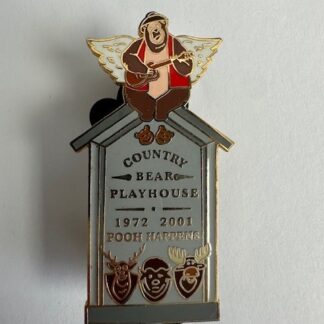 COUNTRY
BEAR
PLAYHOUSE
1972 2001
POOH HAPPENS